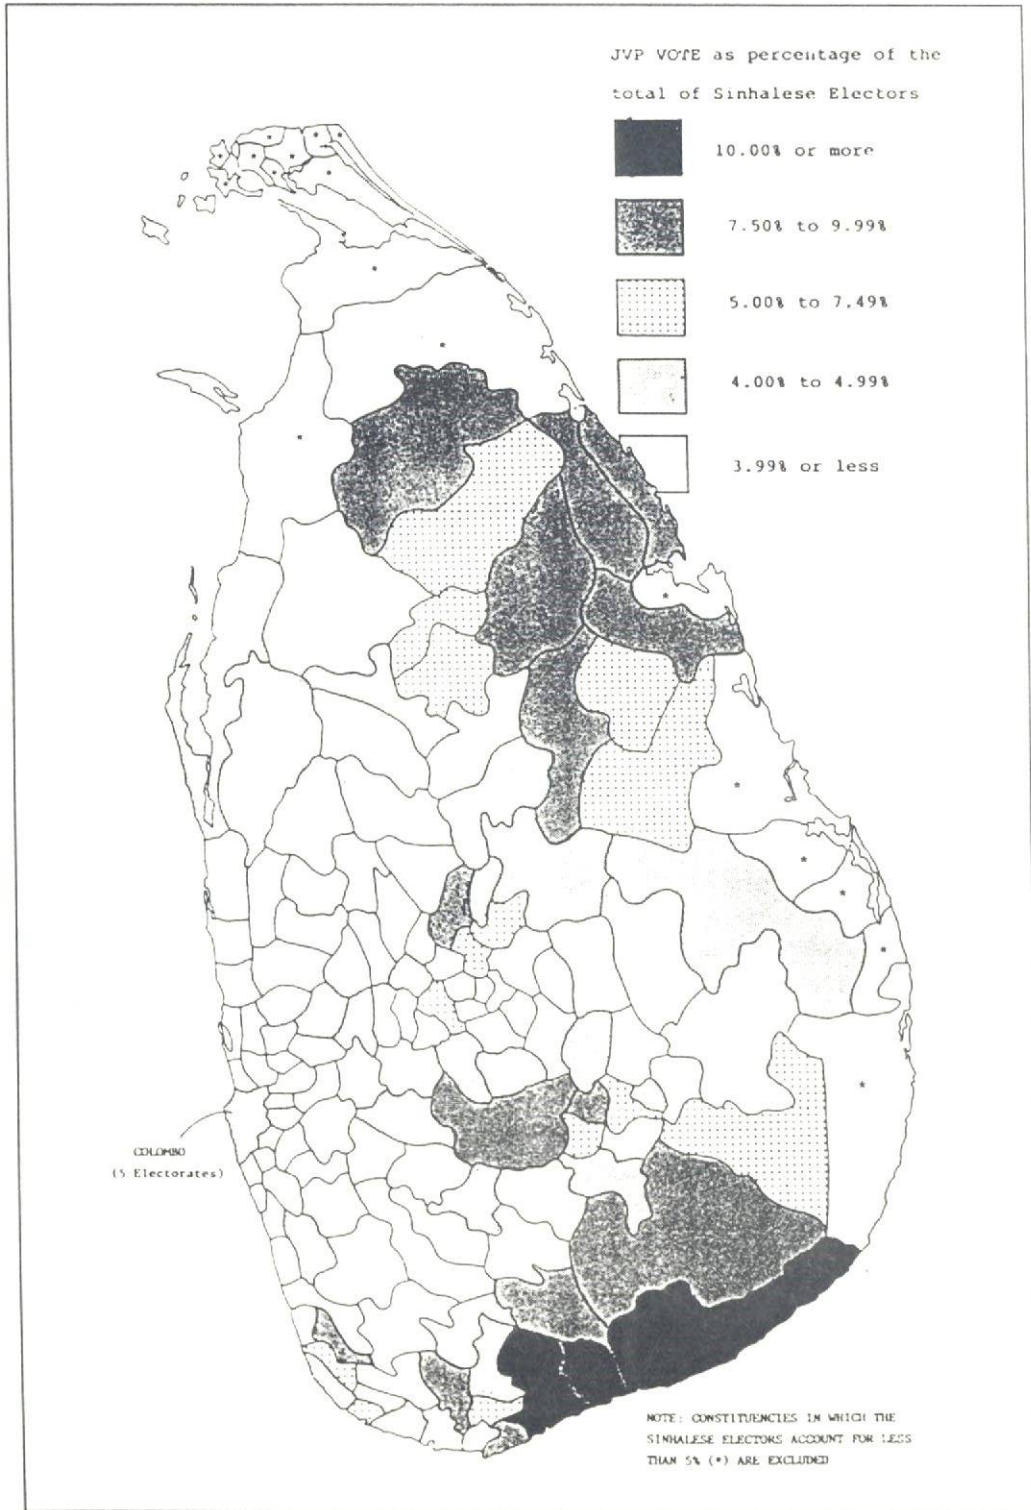 JVP VOTE as percentage of the
total of Sinhalese Electors
10.00% or more
7.50% to 9.99%
5.00% to 7.49%
4.00% to 4.99%
3.99% or less
COLOMBO
(5 Electorates)
NOTE: CONSTITUENCIES IN WHICH THE
SINHALESE ELECTORS ACCOUNT FOR LESS
THAN 5% (*) ARE EXCLUDED